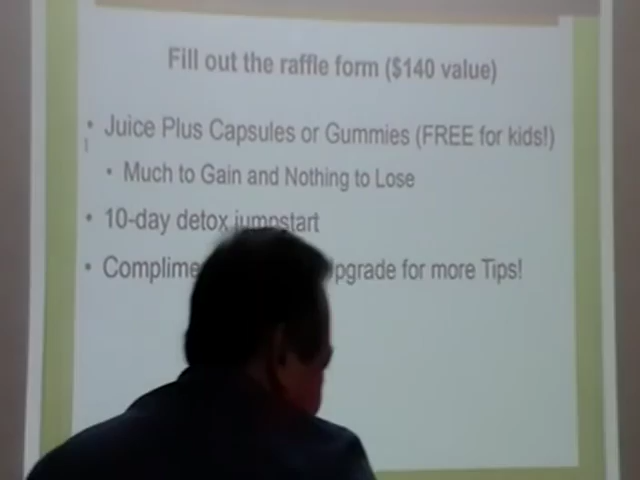 Fill out the raffle form ($140 value)
• Juice Plus Capsules or Gummies (FREE for kids!)
• Much to Gain and Nothing to Lose
• 10-day detox jumpstart
• Complime pgrade for more Tips!